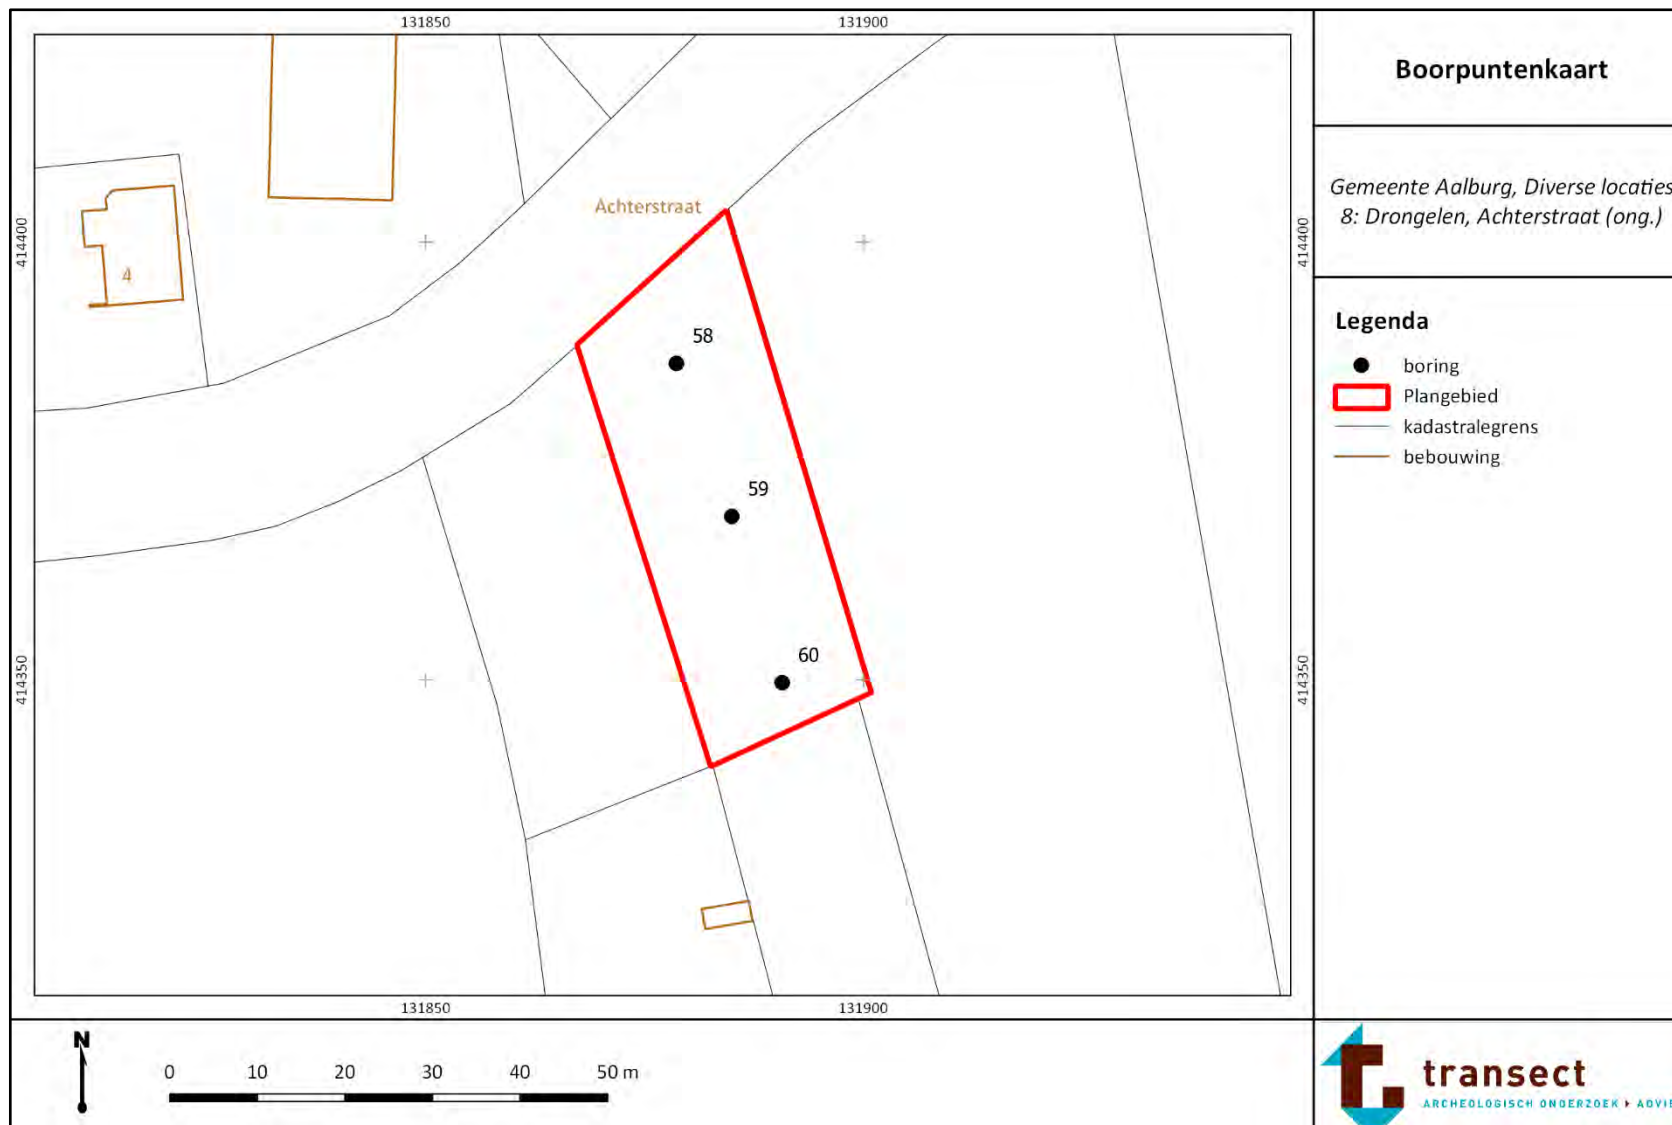 131850
131900
Boorpuntenkaart
Gemeente Aalburg, Diverse locaties
8: Drongelen, Achterstraat (ong.)
Achterstraat
414400
414400
4
58
Legenda
boring
Plangebied
kadastralegrens
bebouwing
59
60
414350
414350
131850
131900
N
0 10 20 30 40 50 m
transect
ARCHEOLOGISCH ONDERZOEK ADVIE